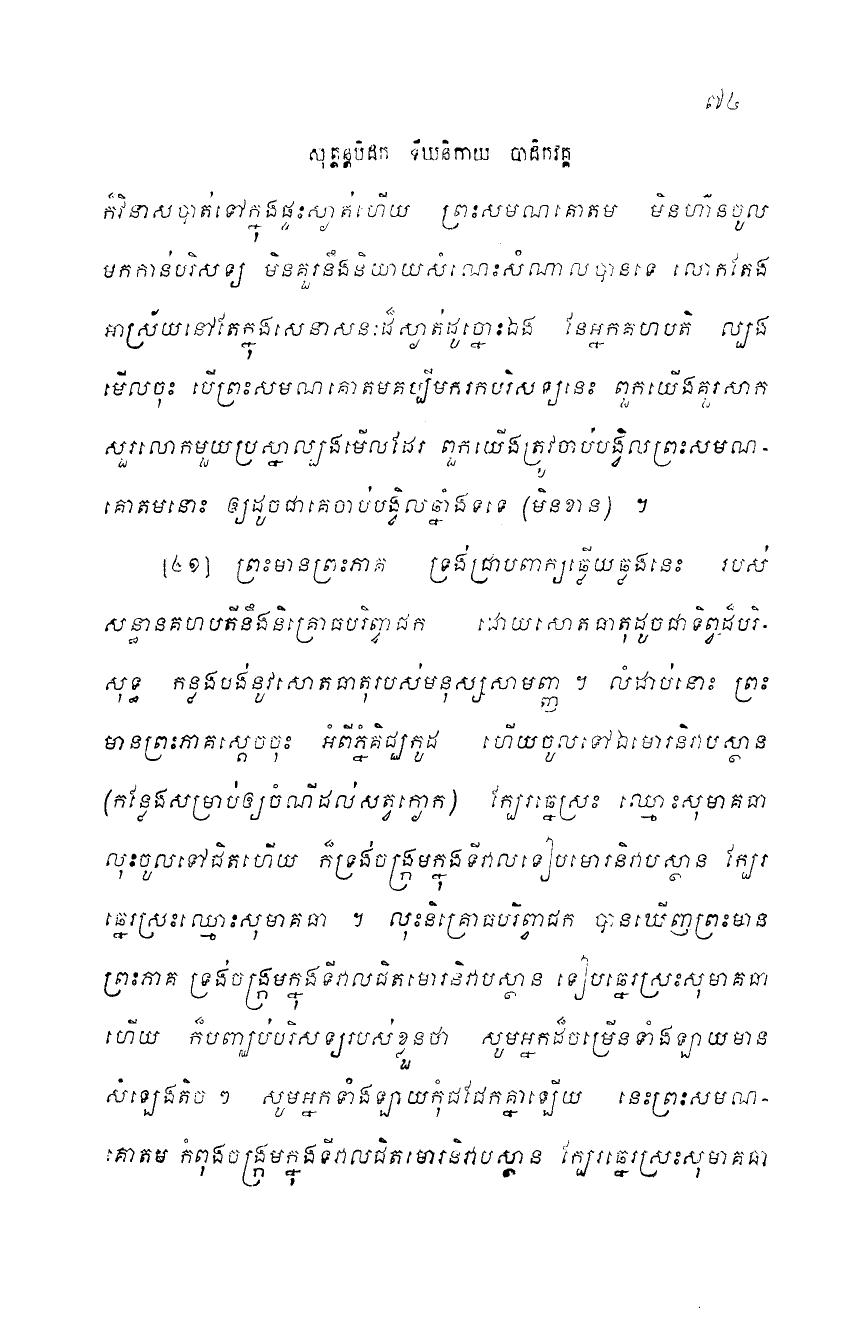 ៧៤
សុត្តន្តបិដក ទីឃនិកាយ បាដិកវគ្គ
ក៏វិនាសបាត់ទៅក្នុងផ្ទះស្ងាត់ហើយ ព្រះសមណគោតម មិនហ៊ានចូល
មកកាន់បរិសទ្យ មិនគួរនឹងនិយាយសំណេះសំណាលបានទេ លោកតែង
អាស្រ័យនៅតែក្នុងសេនាសនៈដ៏ស្ងាត់ដូច្នោះឯង នែអ្នកគហបតិ ល្បង
មើលចុះ បើព្រះសមណគោតមគប្បីមករកបរិសទ្យនេះ ពួកយើងគួរសាក
សួរលោកមួយប្រស្នាល្បងមើលដែរ ពួកយើងត្រូវចាប់បង្វិលព្រះសមណ-
គោតមនោះ ឲ្យដូចជាគេចាប់បង្វិលឆ្នាំងទទេ (មិនខាន) ។
[៤១] ព្រះមានព្រះភាគ ទ្រង់ជ្រាបពាក្យឆ្លើយឆ្លងនេះ របស់
សន្ធានគហបតីនឹងនិគ្រោធបរិព្វាជក ដោយសោតធាតុដូចជាទិព្វដ៏បរិ-
សុទ្ធ កន្លងបង់នូវសោតធាតុរបស់មនុស្សសាមញ្ញ ។ លំដាប់នោះ ព្រះ
មានព្រះភាគស្តេចចុះ អំពីភ្នំគិជ្ឈកូដ ហើយចូលទៅឯមោរនិវាបស្ថាន
(កន្លែងសម្រាប់ឲ្យចំណីដល់សត្វក្ងោក) ក្បែរឆ្នេរស្រះ ឈ្មោះសុមាគធា
លុះចូលទៅជិតហើយ ក៏ទ្រង់ចង្ក្រមក្នុងទីវាលទៀបមោរនិវាបស្ថាន ក្បែរ
ឆ្នេរស្រះឈ្មោះសុមាគធា ។ លុះនិគ្រោធបរិព្វាជក បានឃើញព្រះមាន
ព្រះភាគ ទ្រង់ចង្ក្រមក្នុងទីវាលជិតមោរនិវាបស្ថាន ទៀបឆ្នេរស្រះសុមាគធា
ហើយ ក៏បញ្ឈប់បរិសទ្យរបស់ខ្លួនថា សូមអ្នកដ៏ចម្រើនទាំងឡាយមាន
សំឡេងតិច ៗ សូមអ្នកទាំងឡាយកុំជជែកគ្នាឡើយ នេះព្រះសមណ-
គោតម កំពុងចង្ក្រមក្នុងទីវាលជិតមោរនិវាបស្ថាន ក្បែរឆ្នេរស្រះសុមាគធា